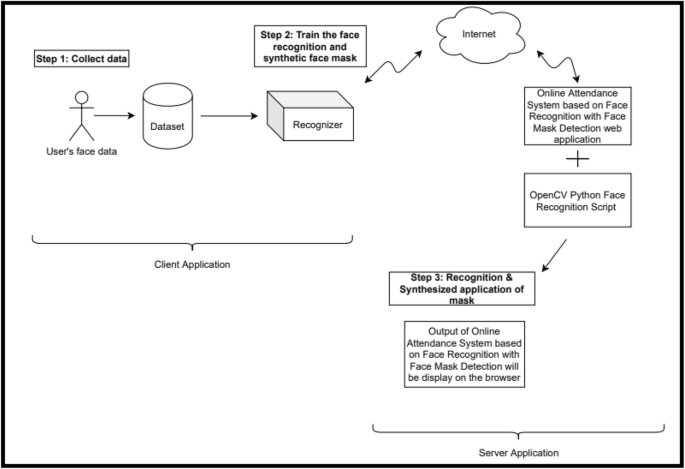 Step 1: Collect data
User's face data
Dataset
Step 2: Train the face
recognition and
synthetic face mask
Recognizer
Client Application
Internet
Online Attendance
System based on Face
Recognition with Face
Mask Detection web
application
OpenCV Python Face
Recognition Script
Step 3: Recognition &
Synthesized application of
mask
Output of Online
Attendance System based
on Face Recognition with
Face Mask Detection will
be display on the browser
Server Application